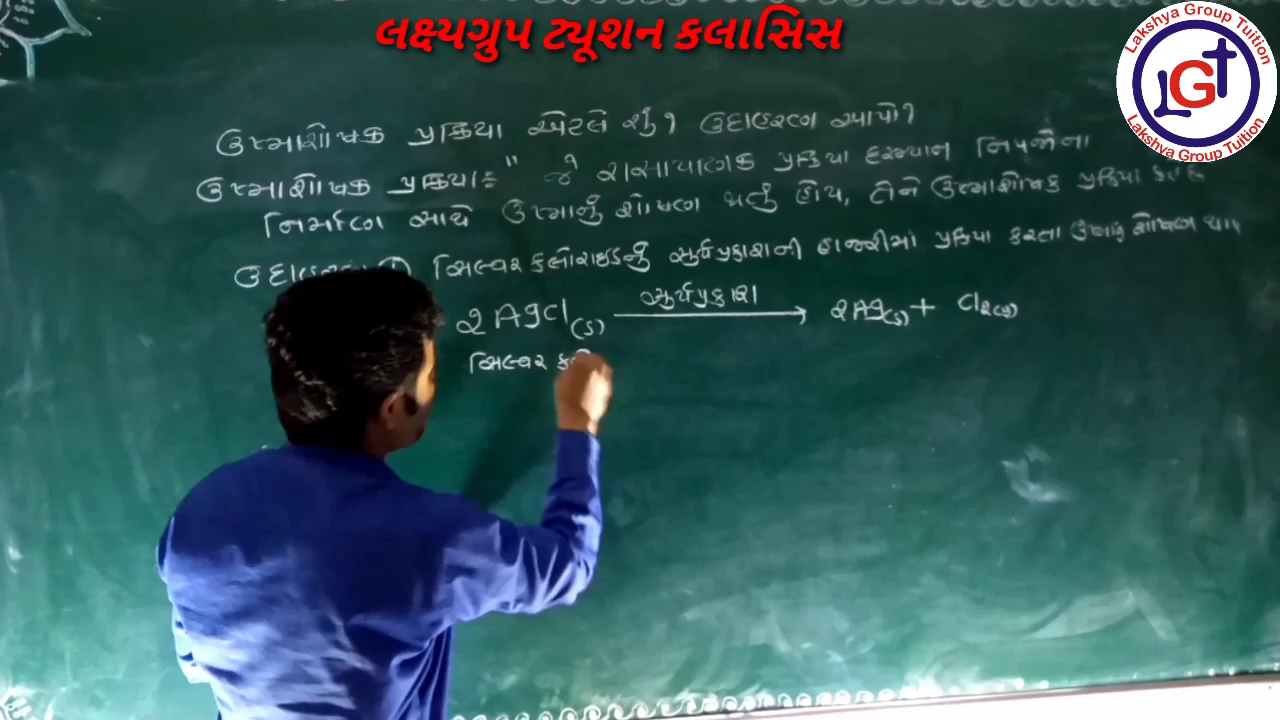 લક્ષ્યગ્રુપ ટ્યૂશન કલાસિસ
Lakshya Group Tuition
LGT
Lakshya Group Tuition
ઉષ્માશોષક પ્રક્રિયા એટલે શું? ઉદાહરણ આપો?
ઉષ્માશોષક પ્રક્રિયાઃ " જે રાસાયણિક પ્રક્રિયા દરમ્યાન નિપજોના
નિર્માણ સાથે ઉષ્માનું શોષણ થતું હોય, તેને ઉષ્માશોષક પ્રક્રિયા કહે છે
સિલ્વર કલોરાઇડનું સૂર્યપ્રકાશની હાજરીમાં પ્રક્રિયા કરતા ઉષ્માનું શોષણ થાય
2AgCl(s) સૂર્યપ્રકાશ → 2Ag(s) + Cl2(g)
સિલ્વર